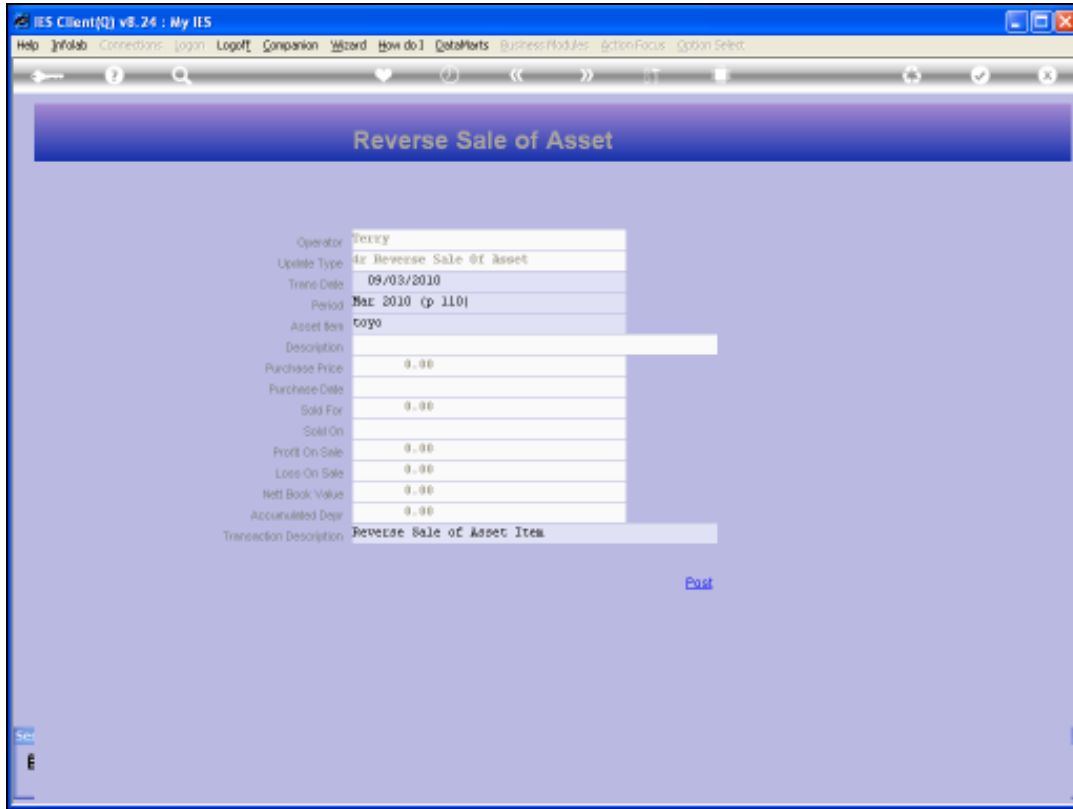 IES Client(Q) v8.24 : My IES
Help Infolab Connections Logon Logoff Companion Wizard How do I DataMarts Business Modules Action Focus Option Select
Reverse Sale of Asset
Operator Terry
Update Type 4r Reverse Sale Of Asset
Trans Date 09/03/2010
Period Mar 2010 (p 110)
Asset Item toyo
Description
Purchase Price 0.00
Purchase Date
Sold For 0.00
Sold On
Profit On Sale 0.00
Loss On Sale 0.00
Nett Book Value 0.00
Accumulated Depr 0.00
Transaction Description Reverse Sale of Asset Item
Post